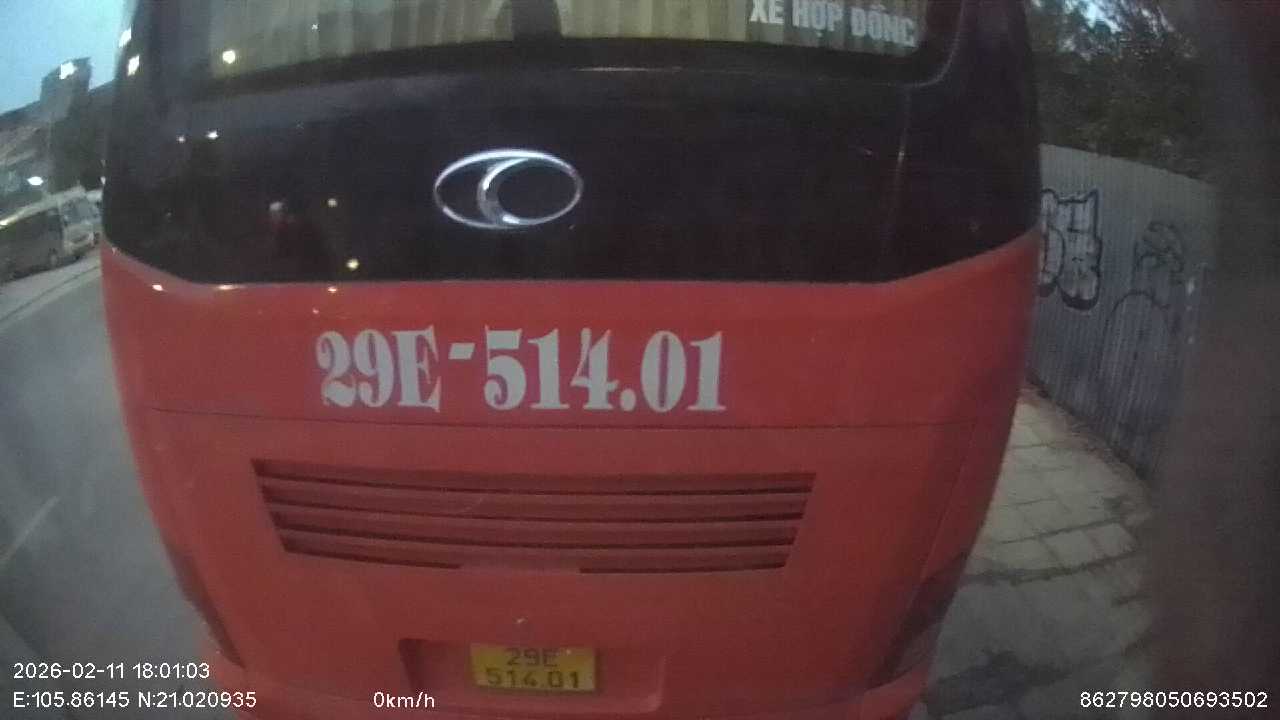 XE HỢP ĐỒNG
29E-514.01
29E
514.01
2026-02-11 18:01:03
E:105.86145 N:21.020935 0km/h 862798050693502